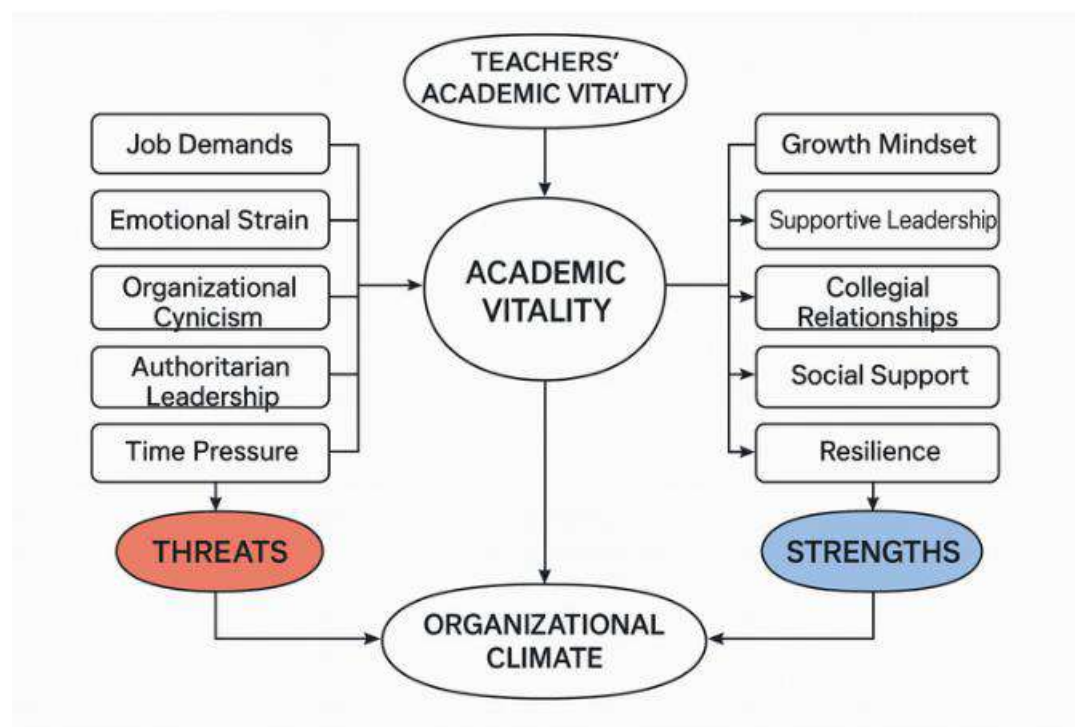 TEACHERS'
ACADEMIC VITALITY
Job Demands
Emotional Strain
Organizational
Cynicism
Authoritarian
Leadership
Time Pressure
THREATS
ACADEMIC
VITALITY
Growth Mindset
Supportive Leadership
Collegial
Relationships
Social Support
Resilience
STRENGTHS
ORGANIZATIONAL
CLIMATE